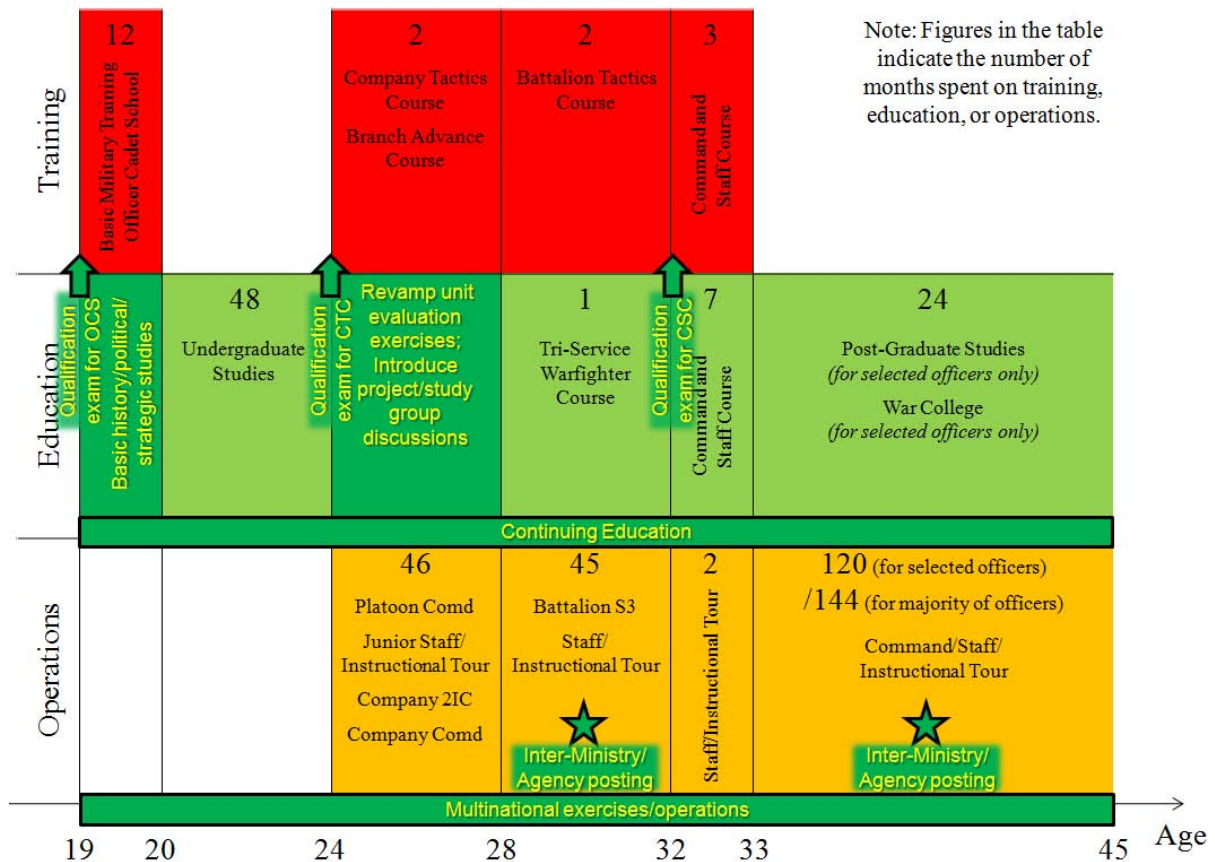 Note: Figures in the table
indicate the number of
months spent on training,
education, or operations.
Training
12
Basic Military Training
Officer Cadet School
2
Company Tactics
Course
Branch Advance
Course
2
Battalion Tactics
Course
3
Command and
Staff Course
Education
Qualification
exam for OCS
Basic history/political/
strategic studies
48
Undergraduate
Studies
Qualification
exam for CTC
Revamp unit
evaluation exercises;
Introduce
project/study
group
discussions
1
Tri-Service
Warfighter
Course
Qualification
exam for CSC
7
Command and
Staff Course
24
Post-Graduate Studies
(for selected officers only)
War College
(for selected officers only)
Continuing Education
Operations
46
Platoon Comd
Junior Staff/
Instructional Tour
Company 2IC
Company Comd
45
Battalion S3
Staff/
Instructional Tour
Inter-Ministry/
Agency posting
2
Staff/Instructional Tour
120 (for selected officers)
/144 (for majority of officers)
Command/Staff/
Instructional Tour
Inter-Ministry/
Agency posting
Multinational exercises/operations
19 20 24 28 32 33 45 Age